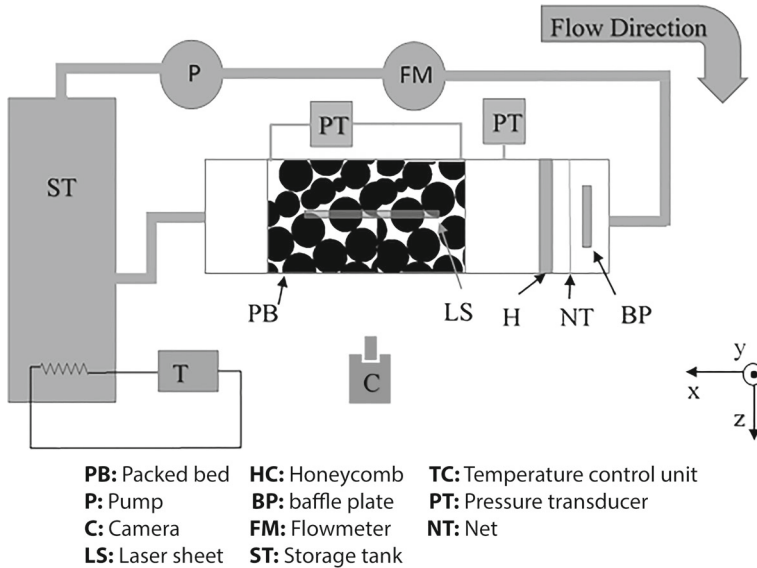 Flow Direction
P
FM
PT
PT
ST
PB
LS
H
NT
BP
T
C
y
x
z
PB: Packed bed HC: Honeycomb TC: Temperature control unit
P: Pump BP: baffle plate PT: Pressure transducer
C: Camera FM: Flowmeter NT: Net
LS: Laser sheet ST: Storage tank